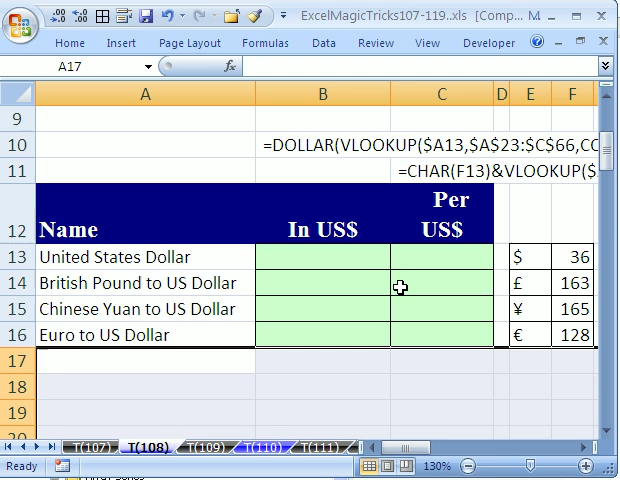 ExcelMagicTricks107-119..xls [Comp... M
Home Insert Page Layout Formulas Data Review View Developer
A17 fx
A B C D E F
9
10 =DOLLAR(VLOOKUP($A13,$A$23:$C$66,CO
11 =CHAR(F13)&VLOOKUP($
Per
12 Name In US$ US$
13 United States Dollar $ 36
14 British Pound to US Dollar £ 163
15 Chinese Yuan to US Dollar ¥ 165
16 Euro to US Dollar € 128
17
18
19
20
T(107) T(108) T(109) T(110) T(111)
Ready 130%